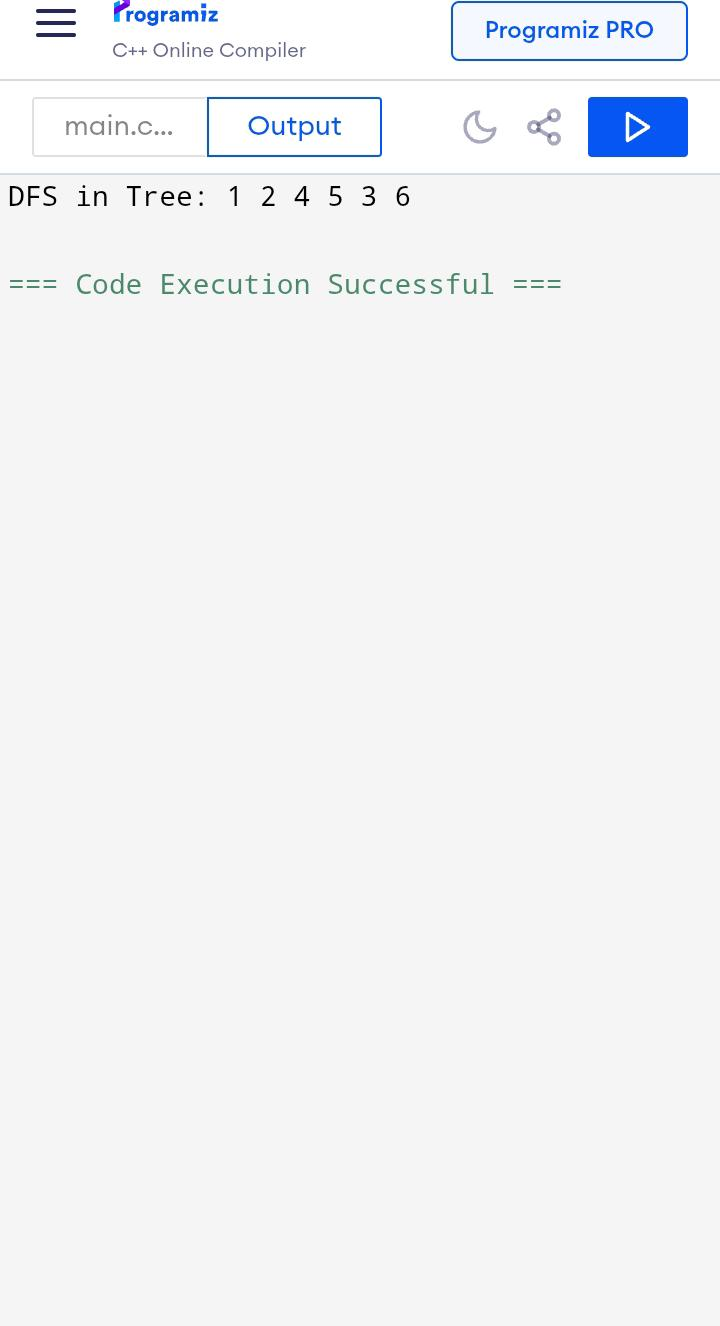 Programiz
C++ Online Compiler
Programiz PRO
main.c...
Output
DFS in Tree: 1 2 4 5 3 6
=== Code Execution Successful ===